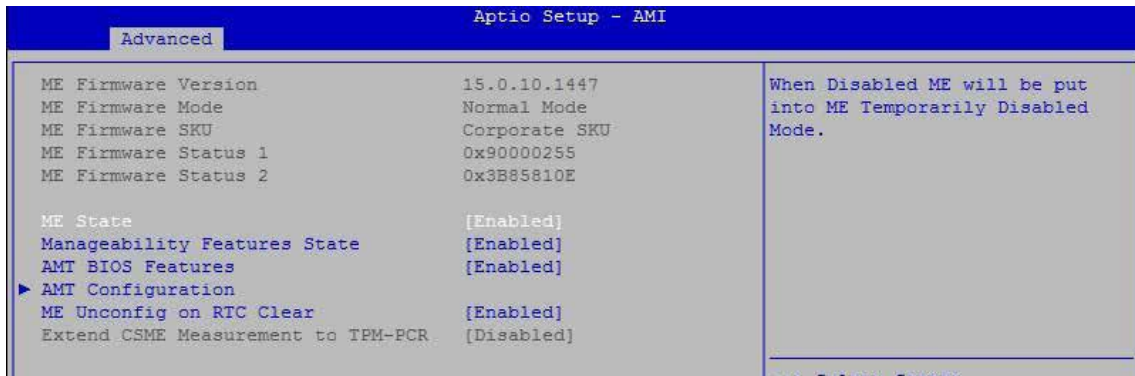 Aptio Setup - AMI
Advanced
ME Firmware Version 15.0.10.1447
ME Firmware Mode Normal Mode
ME Firmware SKU Corporate SKU
ME Firmware Status 1 0x90000255
ME Firmware Status 2 0x3B85810E
ME State [Enabled]
Manageability Features State [Enabled]
AMT BIOS Features [Enabled]
▶ AMT Configuration
ME Unconfig on RTC Clear [Enabled]
Extend CSME Measurement to TPM-PCR [Disabled]
When Disabled ME will be put
into ME Temporarily Disabled
Mode.